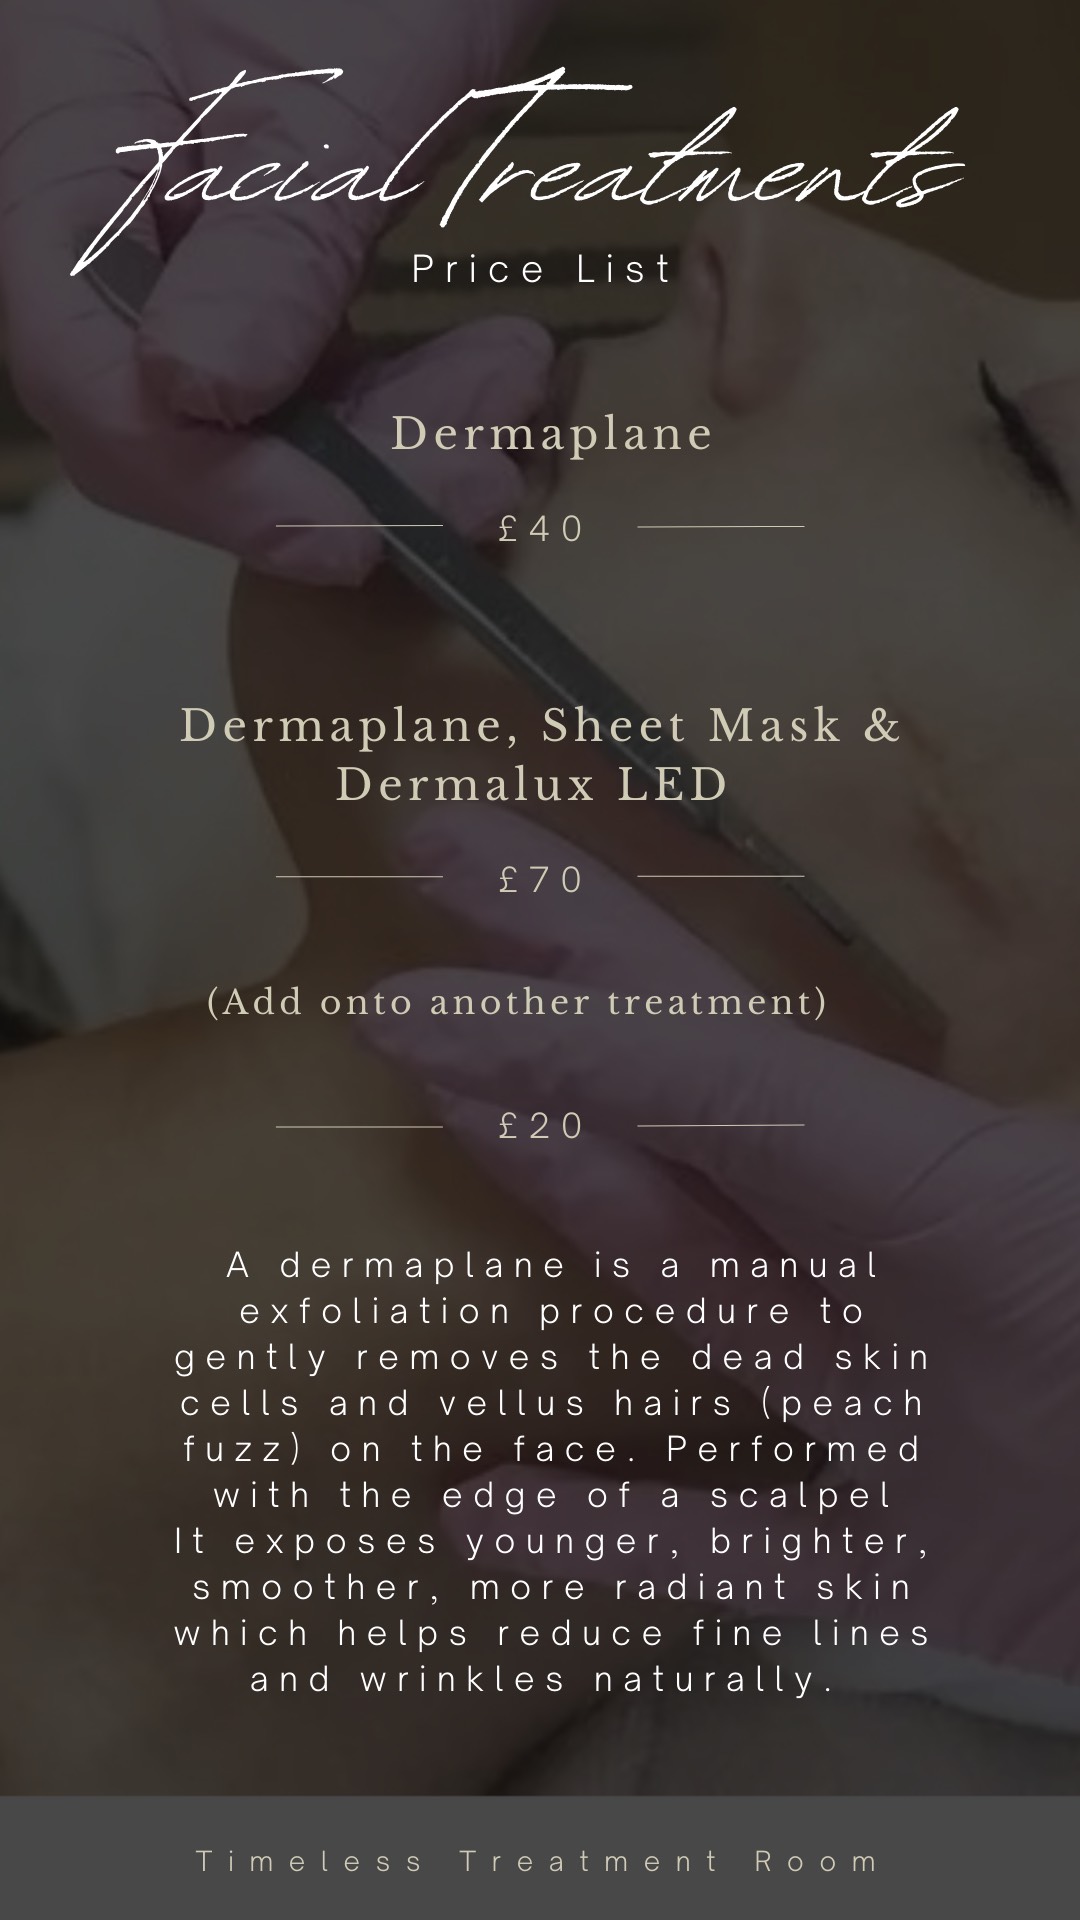 Facial Treatments
Price List
Dermaplane
£40
Dermaplane, Sheet Mask &
Dermalux LED
£70
(Add onto another treatment)
£20
A dermaplane is a manual
exfoliation procedure to
gently removes the dead skin
cells and vellus hairs (peach
fuzz) on the face. Performed
with the edge of a scalpel
It exposes younger, brighter,
smoother, more radiant skin
which helps reduce fine lines
and wrinkles naturally.
Timeless Treatment Room